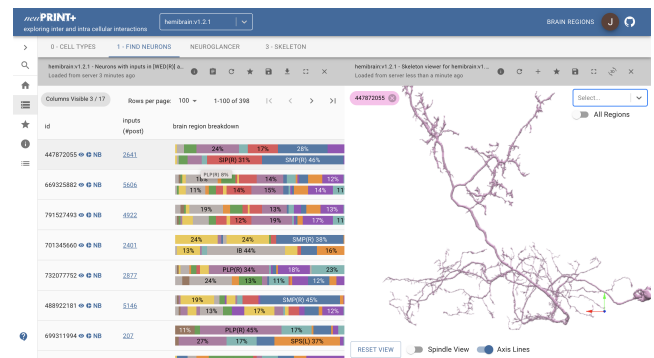 neuPRINT+
exploring inter and intra cellular interactions
hemibrain:v1.2.1
BRAIN REGIONS
J
0 - CELL TYPES
1 - FIND NEURONS
NEUROGLANCER
3 - SKELETON
hemibrain:v1.2.1 - Neurons with inputs in [WED(R)] a...
Loaded from server 3 minutes ago
hemibrain:v1.2.1 - Skeleton viewer for hemibrain:v1....
Loaded from server less than a minute ago
Columns Visible 3 / 17
Rows per page: 100
1-100 of 398
id
inputs (#post)
brain region breakdown
447872055 NB
2641
24% 17% 28%
SIP(R) 31% SMP(R) 46%
PLP(R) 18%
669325882 NB
5606
14% 12%
11% 14% 15% 14% 11
791527493 NB
4922
19% 13% 13%
12% 19% 17% 11
701345660 NB
2401
24% 24% SMP(R) 38%
13% IB 44% 16%
732077752 NB
2877
PLP(R) 34% 18% 23%
24% 13% 11% 12%
488922181 NB
5146
19% SMP(R) 45%
13% 17% 12%
699311994 NB
207
11% PLP(R) 45% 17%
27% 17% SPS(L) 37%
447872055
Select...
All Regions
RESET VIEW
Spindle View
Axis Lines